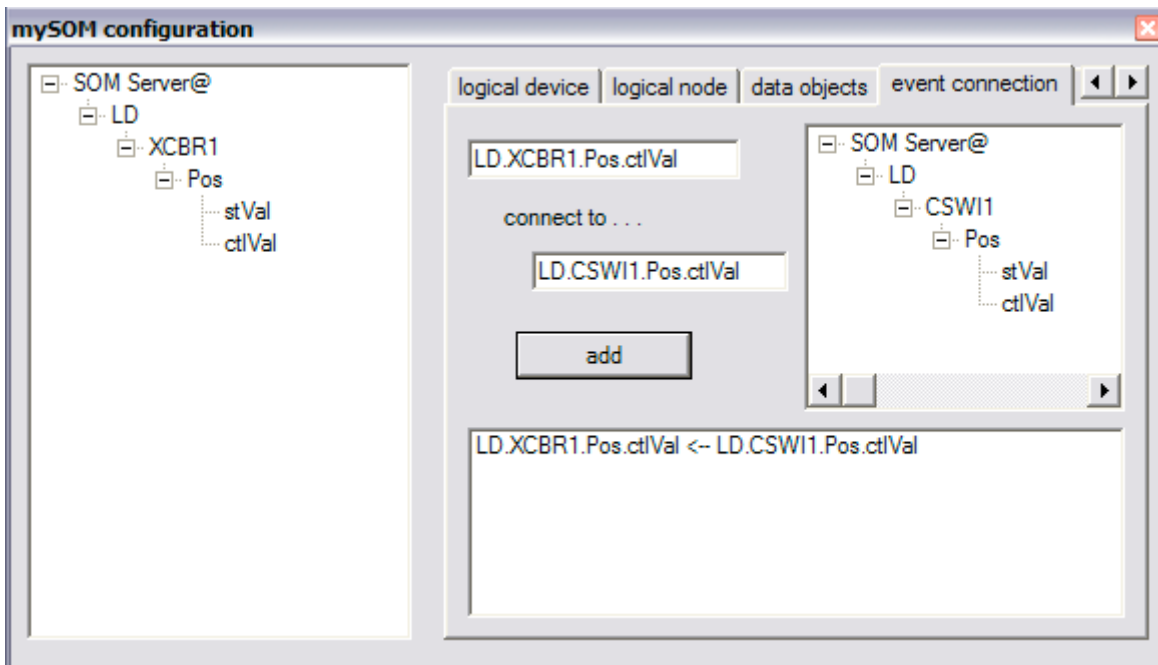 mySOM configuration
SOM Server@
LD
XCBR1
Pos
stVal
ctlVal
logical device
logical node
data objects
event connection
LD.XCBR1.Pos.ctlVal
connect to . . .
LD.CSWI1.Pos.ctlVal
add
SOM Server@
LD
CSWI1
Pos
stVal
ctlVal
LD.XCBR1.Pos.ctlVal <-- LD.CSWI1.Pos.ctlVal